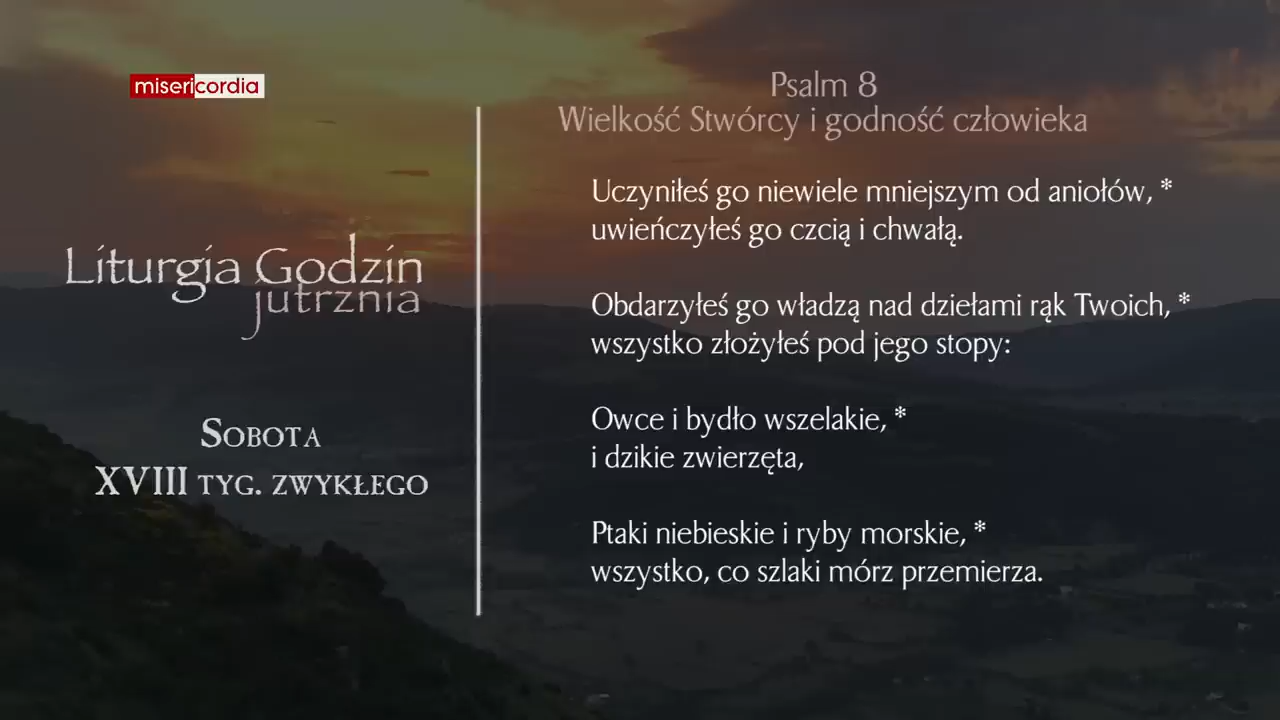 misericordia
Liturgia Godzin
jutrznia
Sobota
XVIII tyg. zwykłego
Psalm 8
Wielkość Stwórcy i godność człowieka
Uczyniłeś go niewiele mniejszym od aniołów, *
uwieńczyłeś go czcią i chwałą.
Obdarzyłeś go władzą nad dziełami rąk Twoich, *
wszystko złożyłeś pod jego stopy:
Owce i bydło wszelakie, *
i dzikie zwierzęta,
Ptaki niebieskie i ryby morskie, *
wszystko, co szlaki mórz przemierza.